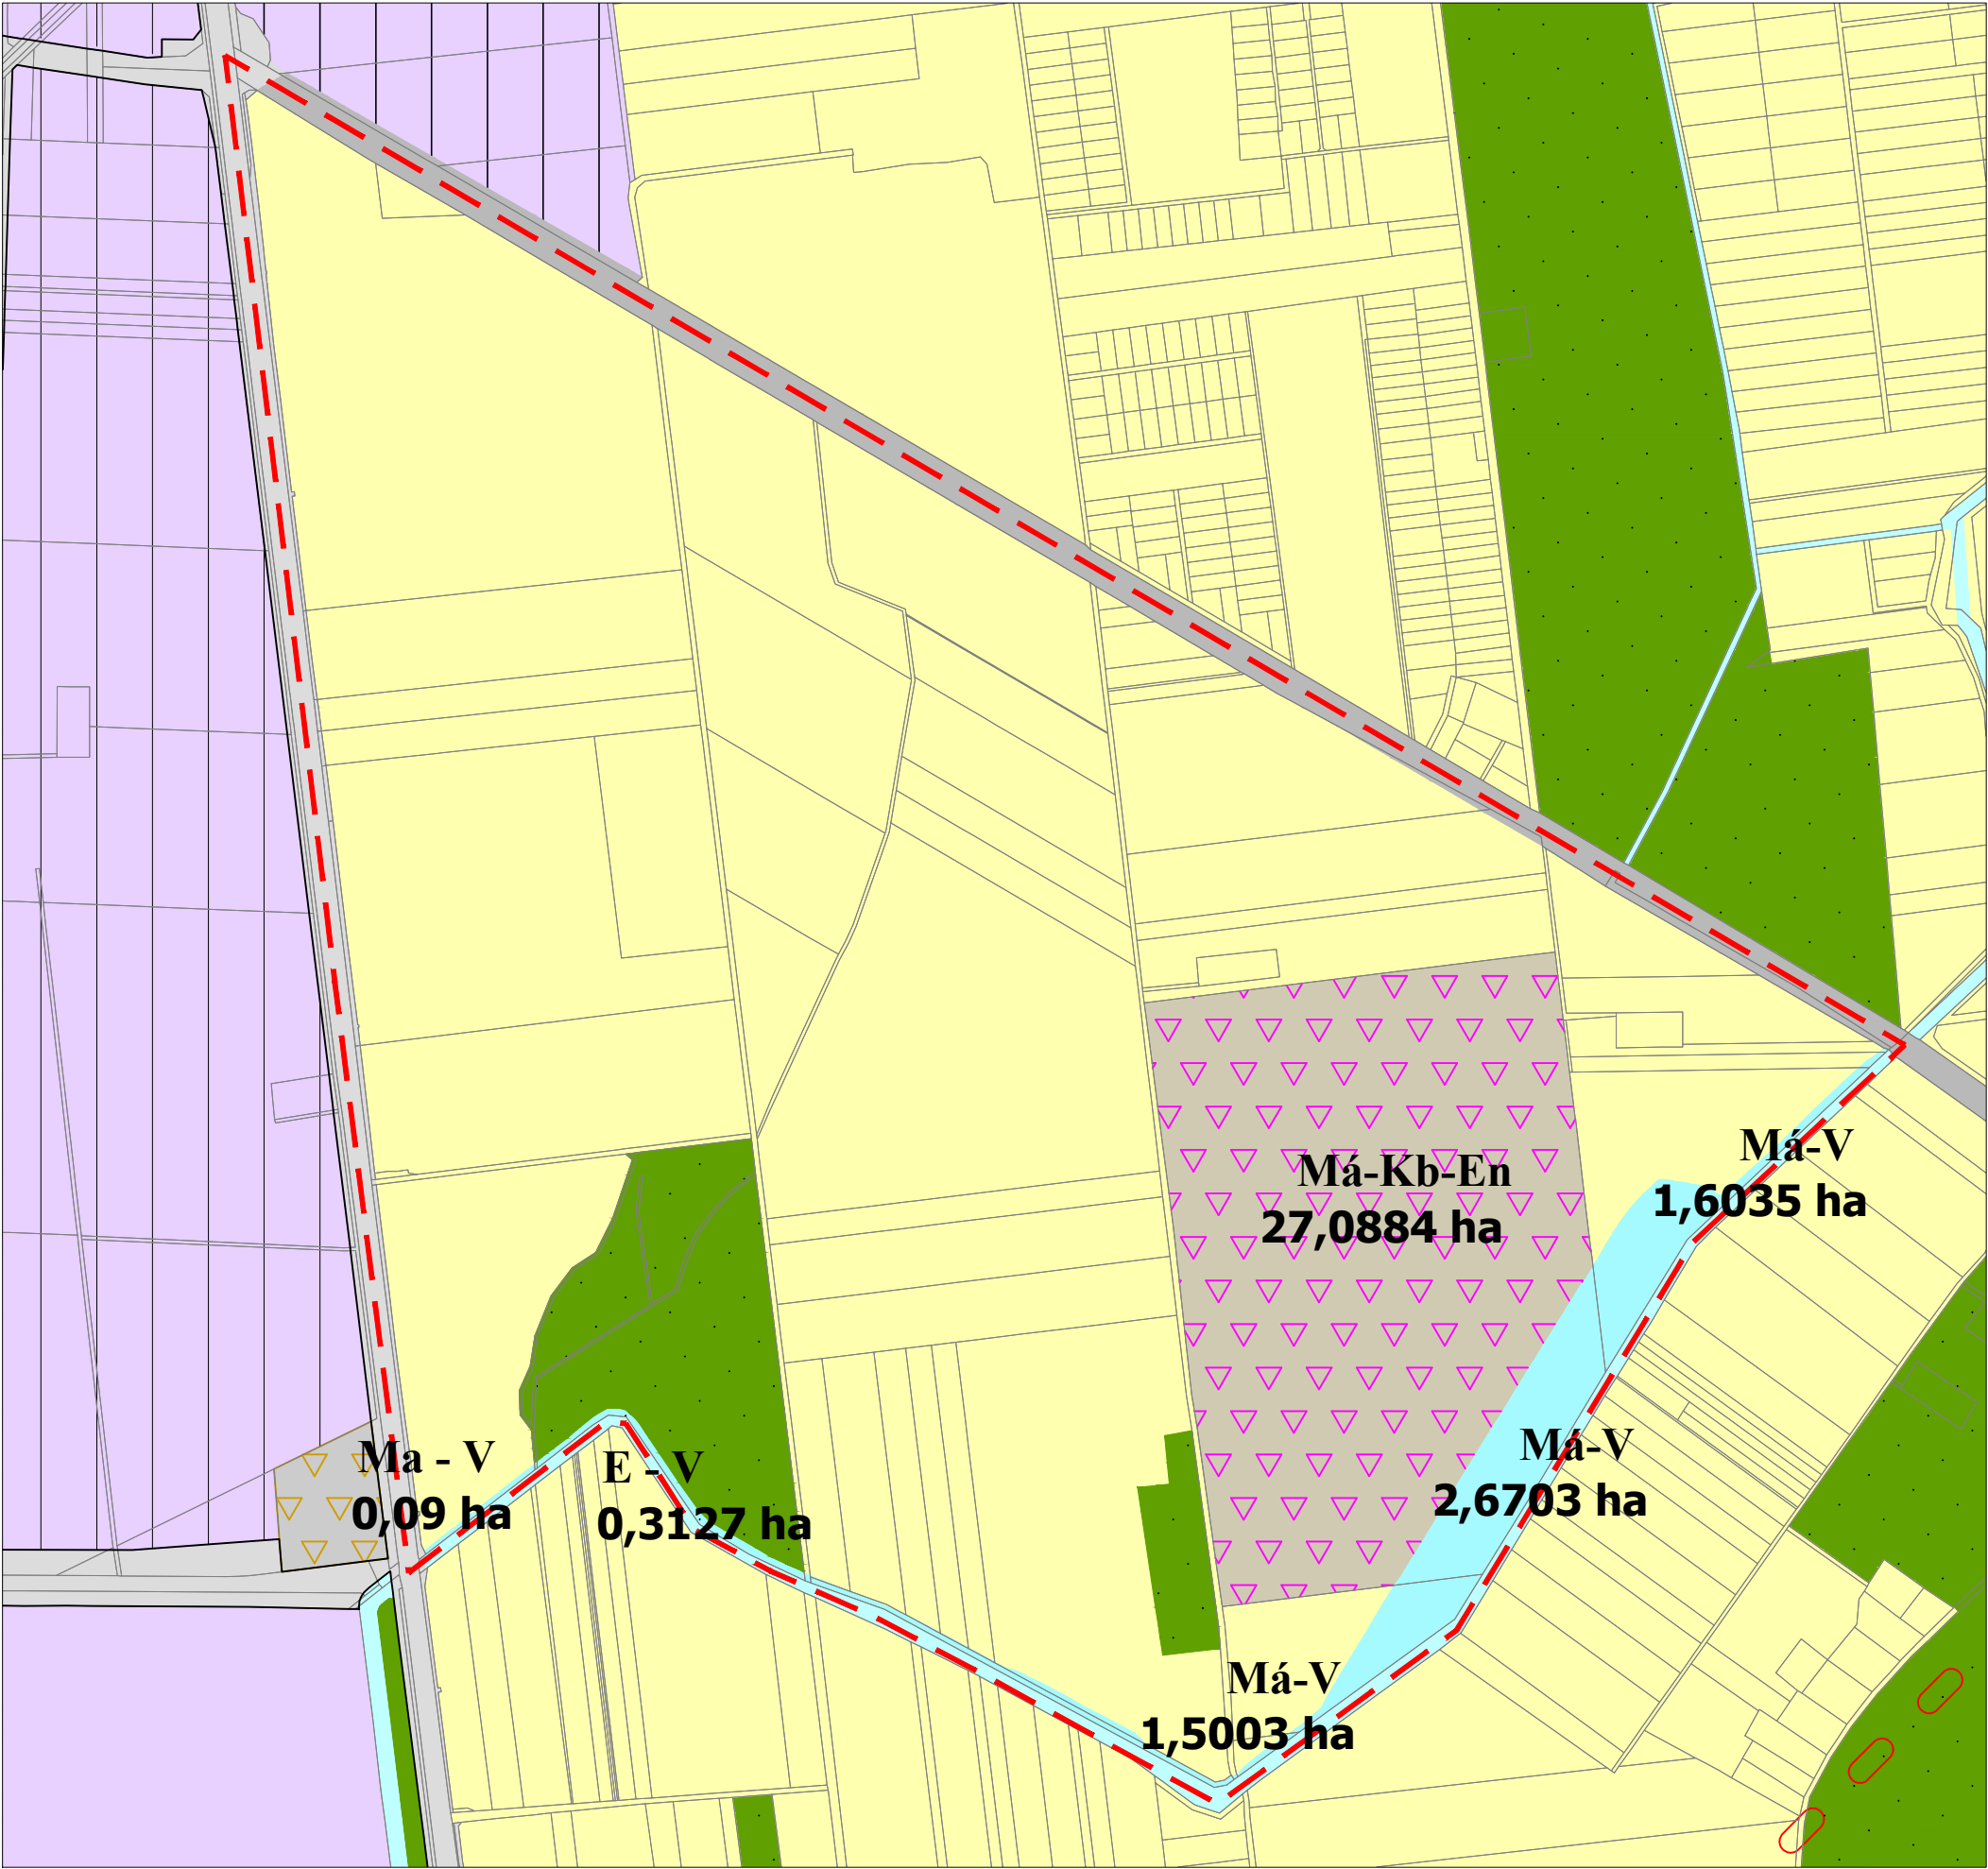 Má-V
1,6035 ha
Má-Kb-En
27,0884 ha
Ma - V
0,09 ha
E - V
0,3127 ha
Má-V
2,6703 ha
Má-V
1,5003 ha